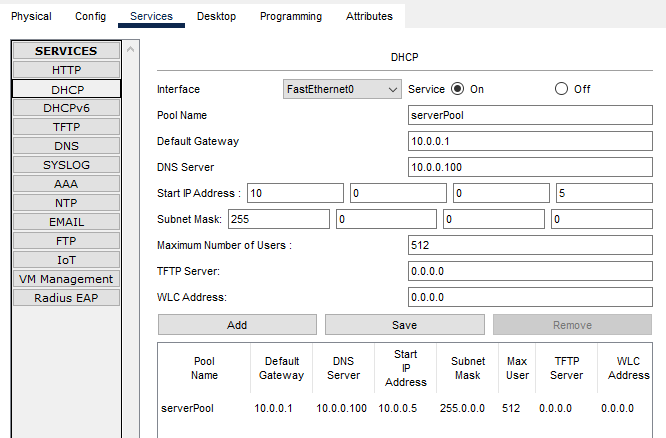 Physical Config Services Desktop Programming Attributes
SERVICES
HTTP
DHCP
DHCPv6
TFTP
DNS
SYSLOG
AAA
NTP
EMAIL
FTP
IoT
VM Management
Radius EAP
DHCP
Interface FastEthernet0 Service On Off
Pool Name serverPool
Default Gateway 10.0.0.1
DNS Server 10.0.0.100
Start IP Address : 10 0 0 5
Subnet Mask: 255 0 0 0
Maximum Number of Users : 512
TFTP Server: 0.0.0.0
WLC Address: 0.0.0.0
Add Save Remove
Pool Name Default Gateway DNS Server Start IP Address Subnet Mask Max User TFTP Server WLC Address
serverPool 10.0.0.1 10.0.0.100 10.0.0.5 255.0.0.0 512 0.0.0.0 0.0.0.0